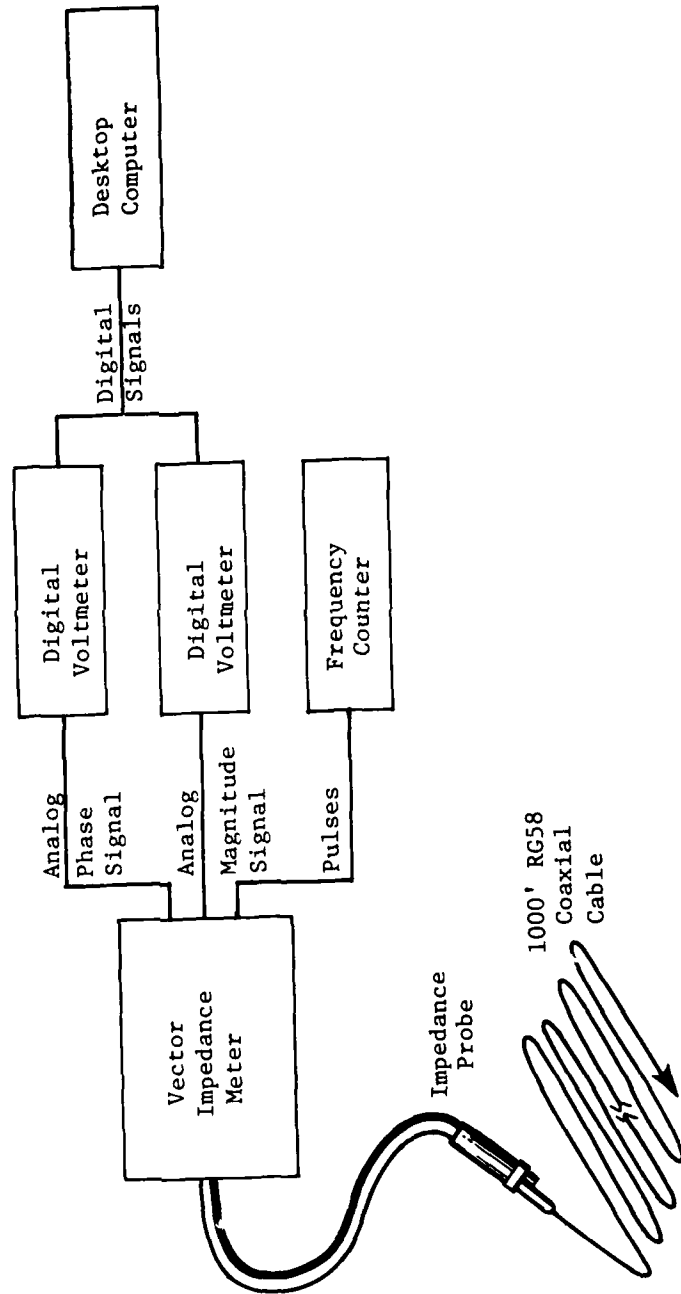 Vector
Impedance
Meter
Analog
Phase
Signal
Analog
Magnitude
Signal
Pulses
Digital
Voltmeter
Digital
Voltmeter
Frequency
Counter
Digital
Signals
Desktop
Computer
Impedance
Probe
1000' RG58
Coaxial
Cable